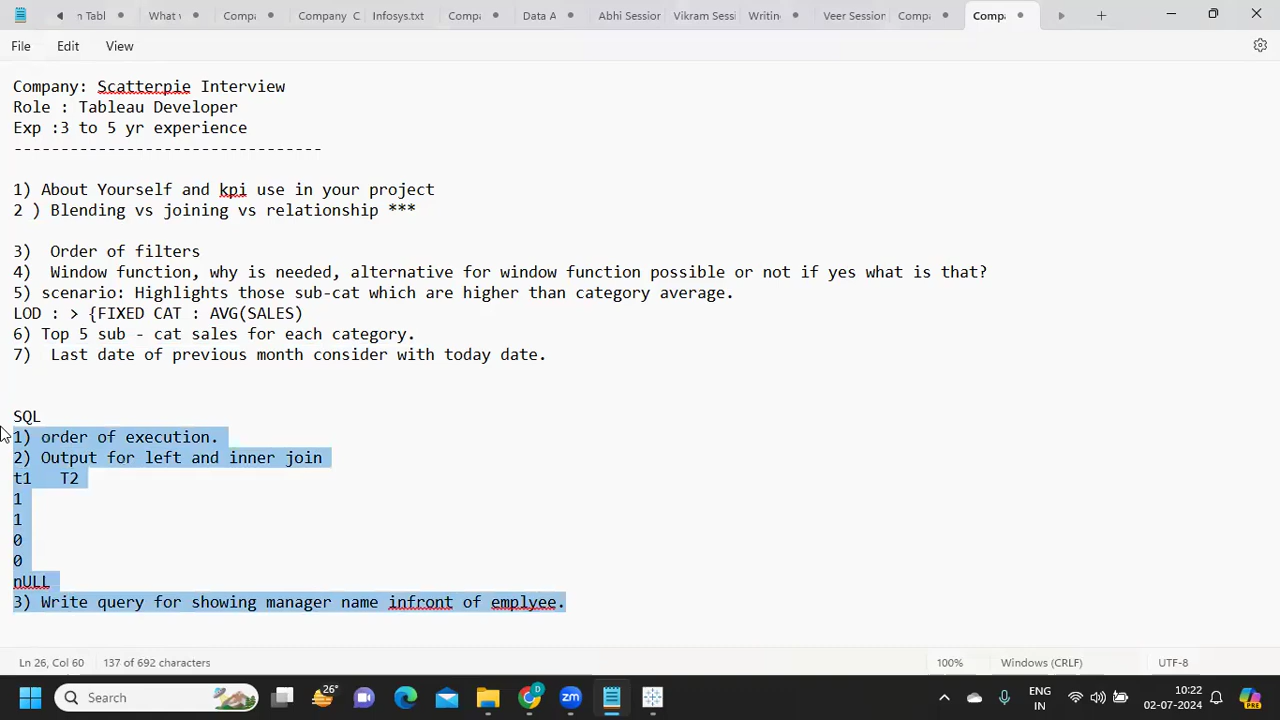 n Tabl
What v
Compa
Company C
Infosys.txt
Compa
Data A
Abhi Session
Vikram Sessi
Writin
Veer Session
Compa
Compa
File
Edit
View
Company: Scatterpie Interview
Role : Tableau Developer
Exp :3 to 5 yr experience
---------------------------------
1) About Yourself and kpi use in your project
2 ) Blending vs joining vs relationship ***
3)  Order of filters
4)  Window function, why is needed, alternative for window function possible or not if yes what is that?
5) scenario: Highlights those sub-cat which are higher than category average.
LOD : > {FIXED CAT : AVG(SALES)
6) Top 5 sub - cat sales for each category.
7)  Last date of previous month consider with today date.
SQL
1) order of execution.
2) Output for left and inner join
t1   T2
1
1
0
0
nULL
3) Write query for showing manager name infront of emplyee.
Ln 26, Col 60
137 of 692 characters
100%
Windows (CRLF)
UTF-8
Search
26°
ENG
IN
10:22
02-07-2024
PRE